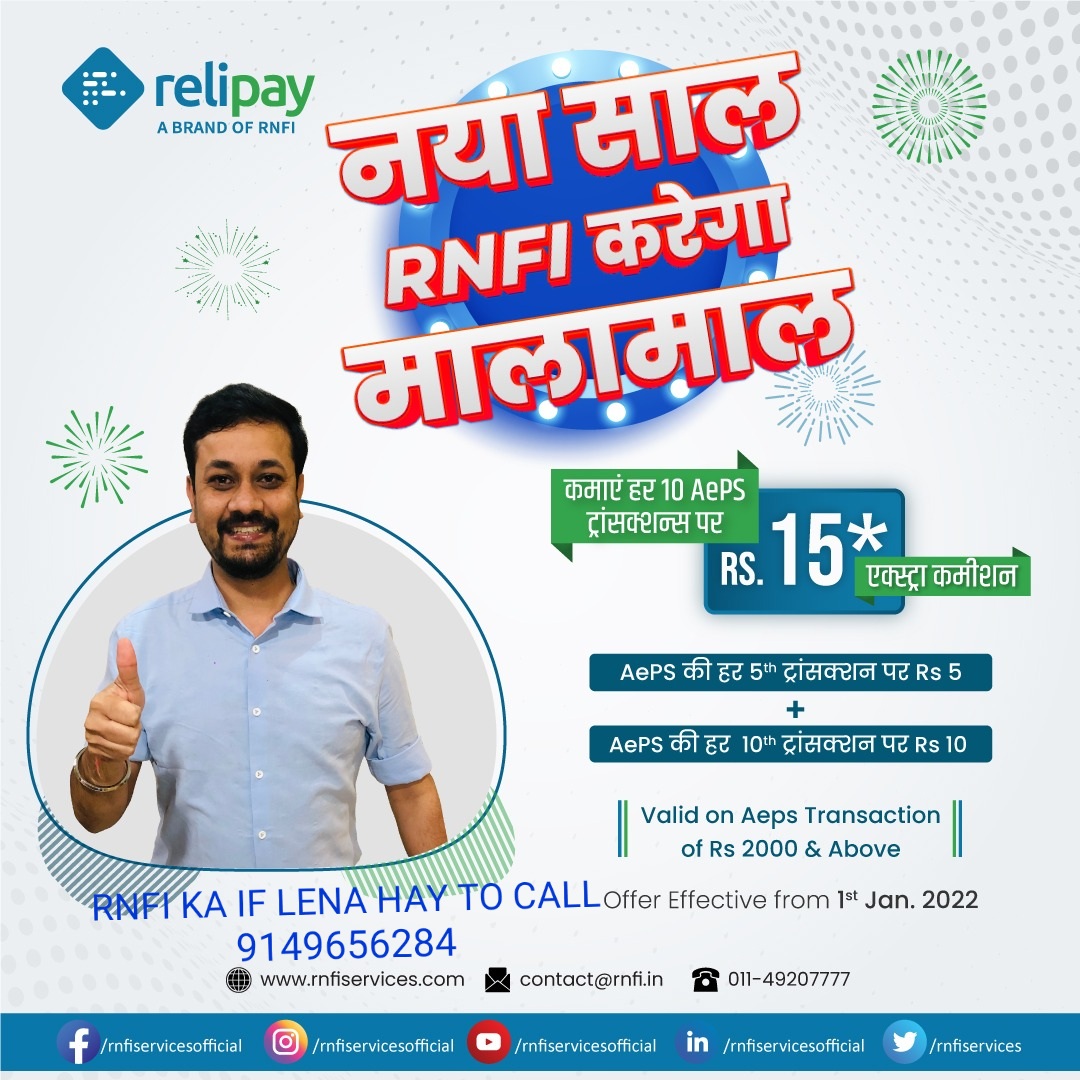 relipay
A BRAND OF RNFI
नया साल
RNFI करेगा
मालामाल
कमाएं हर 10 AePS
ट्रांसक्शन्स पर
RS. 15*
एक्स्ट्रा कमीशन
AePS की हर 5th ट्रांसक्शन पर Rs 5
+
AePS की हर 10th ट्रांसक्शन पर Rs 10
Valid on Aeps Transaction
of Rs 2000 & Above
Offer Effective from 1st Jan. 2022
RNFI KA IF LENA HAY TO CALL
9149656284
www.rnfiservices.com contact@rnfi.in 011-49207777
/rnfiservicesofficial /rnfiservicesofficial /rnfiservicesofficial /rnfiservicesofficial /rnfiservices